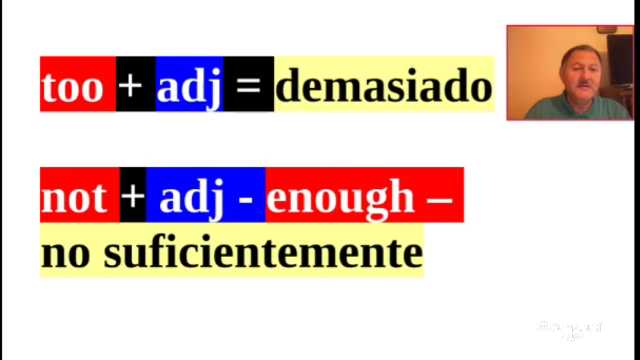 too + adj = demasiado
not + adj - enough –
no suficientemente